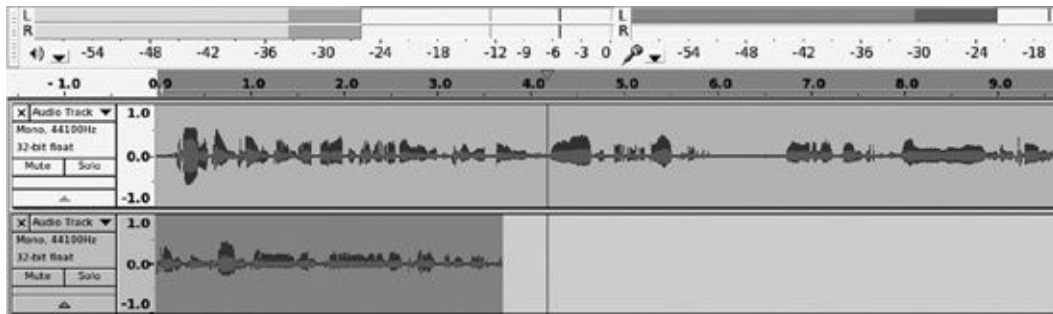 L L
R R
-54 -48 -42 -36 -30 -24 -18 -12 -9 -6 -3 0 -54 -48 -42 -36 -30 -24 -18
- 1.0 0.0 1.0 2.0 3.0 4.0 5.0 6.0 7.0 8.0 9.0
X Audio Track ▼ 1.0
Mono, 44100Hz
32-bit float
Mute Solo 0.0
-1.0
X Audio Track ▼ 1.0
Mono, 44100Hz
32-bit float
Mute Solo 0.0
-1.0